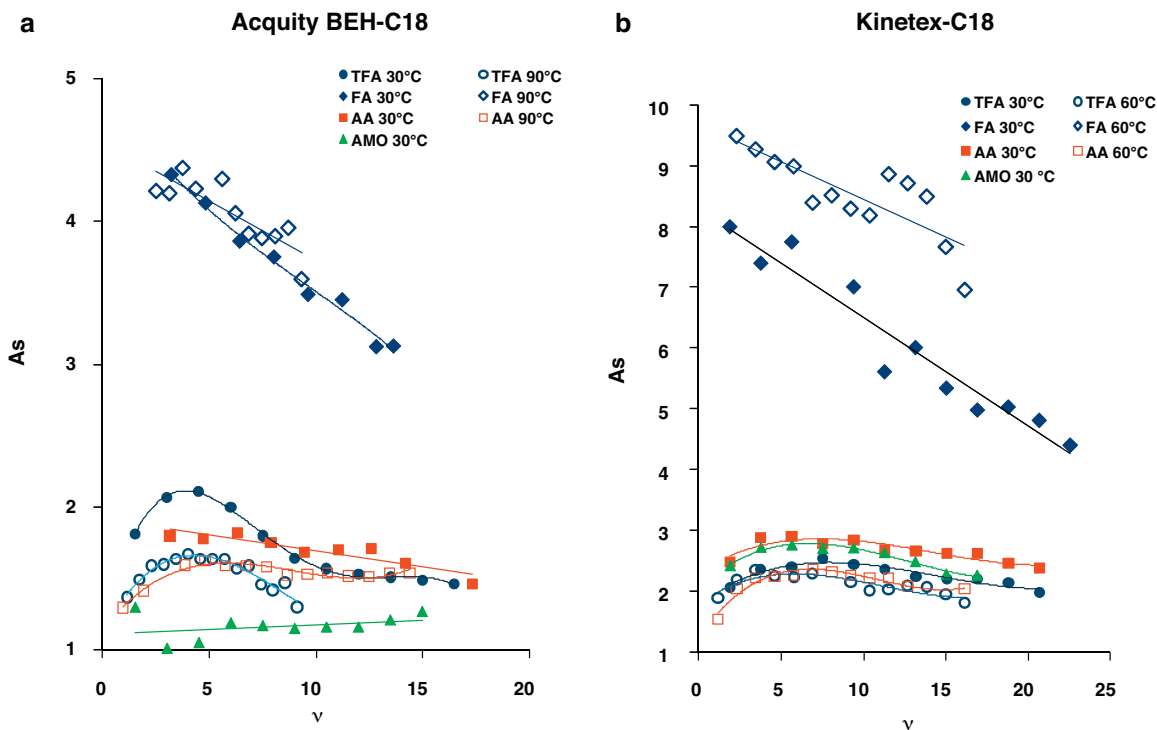 a
Acquity BEH-C18
TFA 30°C
TFA 90°C
FA 30°C
FA 90°C
AA 30°C
AA 90°C
AMO 30°C
5
4
3
2
1
As
0
5
10
15
20
ν
b
Kinetex-C18
TFA 30°C
TFA 60°C
FA 30°C
FA 60°C
AA 30°C
AA 60°C
AMO 30 °C
10
9
8
7
6
5
4
3
2
1
As
0
5
10
15
20
25
ν